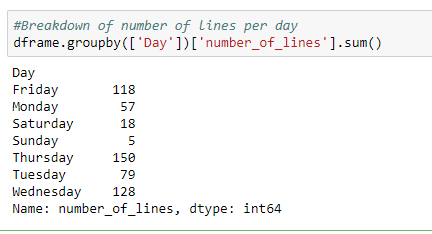 #Breakdown of number of lines per day
dframe.groupby(['Day'])['number_of_lines'].sum()
Day
Friday 118
Monday 57
Saturday 18
Sunday 5
Thursday 150
Tuesday 79
Wednesday 128
Name: number_of_lines, dtype: int64